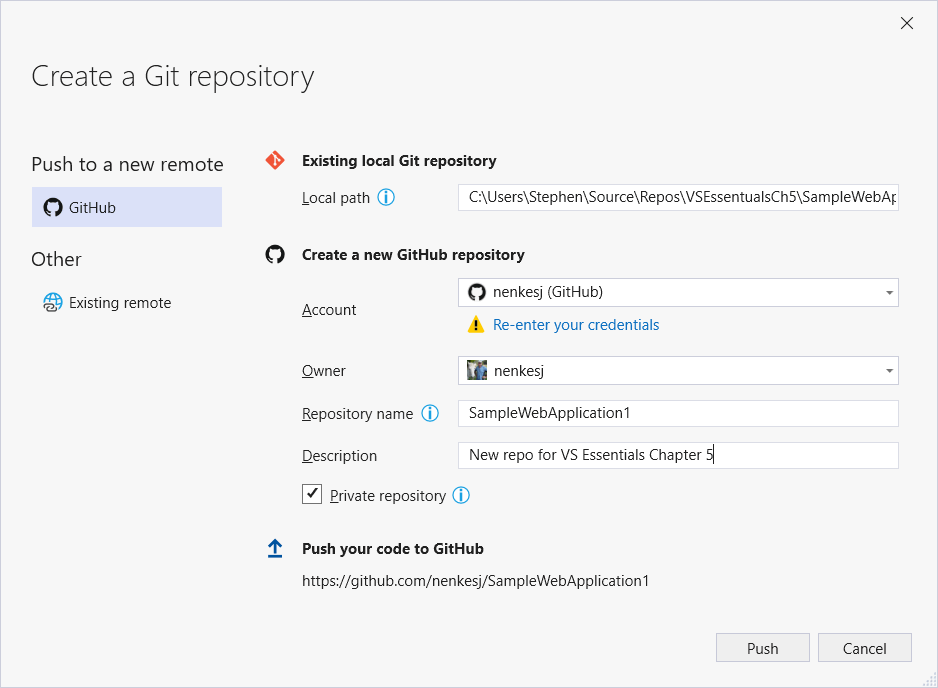 Create a Git repository
Push to a new remote
GitHub
Other
Existing remote
Existing local Git repository
Local path
C:\Users\Stephen\Source\Repos\VSEssentualsCh5\SampleWebAp
Create a new GitHub repository
Account
nenkesj (GitHub)
Re-enter your credentials
Owner
nenkesj
Repository name
SampleWebApplication1
Description
New repo for VS Essentials Chapter 5
Private repository
Push your code to GitHub
https://github.com/nenkesj/SampleWebApplication1
Push
Cancel